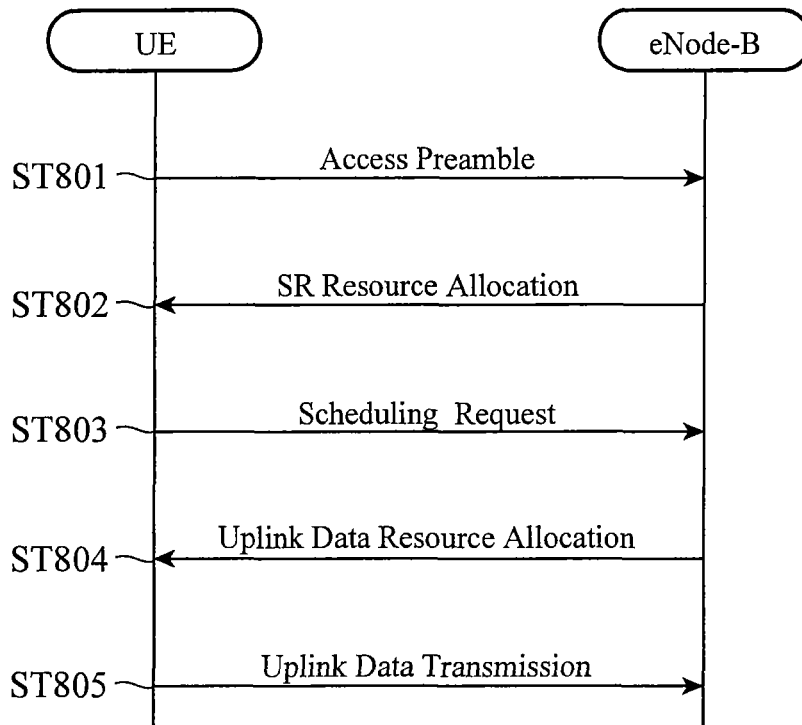 UE
eNode-B
ST801
Access Preamble
ST802
SR Resource Allocation
ST803
Scheduling Request
ST804
Uplink Data Resource Allocation
ST805
Uplink Data Transmission